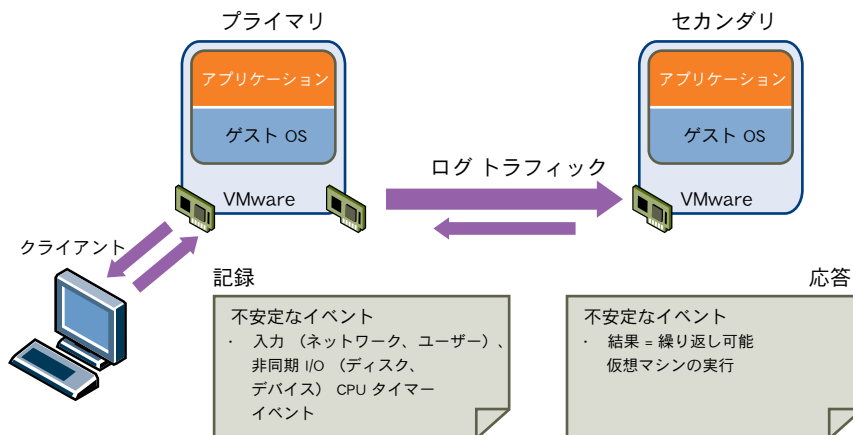 プライマリ
セカンダリ
アプリケーション
ゲスト OS
VMware
アプリケーション
ゲスト OS
VMware
ログ トラフィック
クライアント
記録
不安定なイベント
· 入力 （ネットワーク、ユーザー）、
非同期 I/O （ディスク、
デバイス） CPU タイマー
イベント
応答
不安定なイベント
· 結果 = 繰り返し可能
仮想マシンの実行